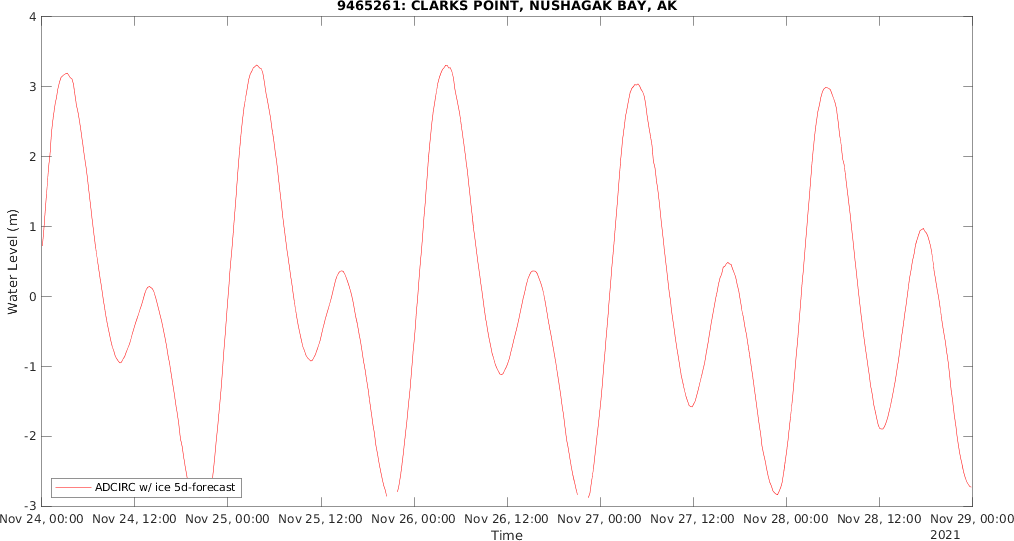 9465261: CLARKS POINT, NUSHAGAK BAY, AK
4
3
2
1
0
-1
-2
-3
Water Level (m)
ADCIRC w/ ice 5d-forecast
Nov 24, 00:00 Nov 24, 12:00 Nov 25, 00:00 Nov 25, 12:00 Nov 26, 00:00 Nov 26, 12:00 Nov 27, 00:00 Nov 27, 12:00 Nov 28, 00:00 Nov 28, 12:00 Nov 29, 00:00
Time
2021